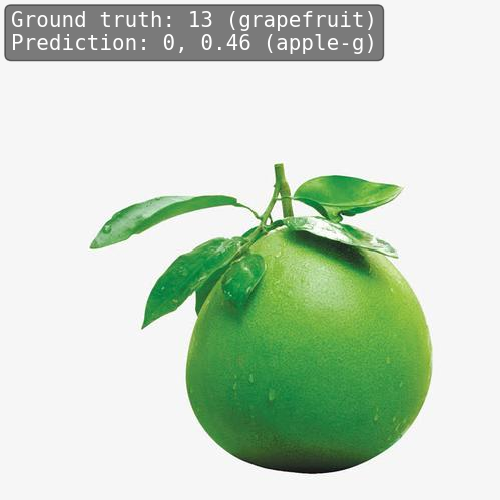 Ground truth: 13 (grapefruit)
Prediction: 0, 0.46 (apple-g)